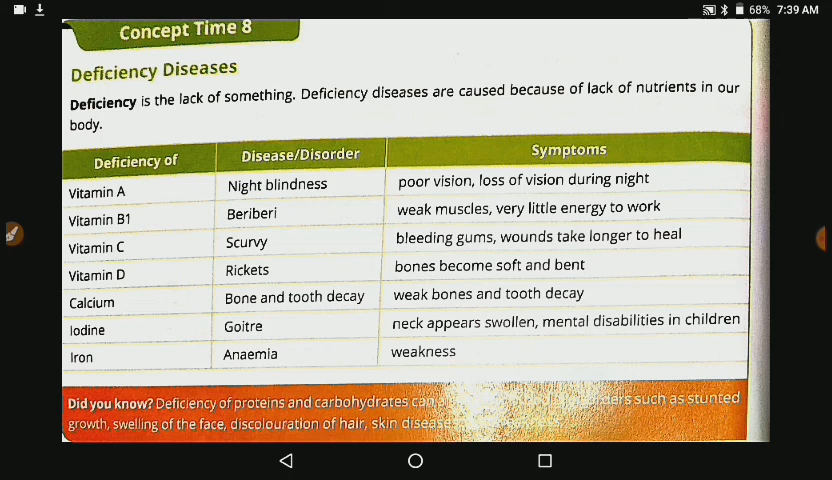 68% 7:39 AM
Concept Time 8
Deficiency Diseases
Deficiency is the lack of something. Deficiency diseases are caused because of lack of nutrients in our
body.
Deficiency of Disease/Disorder Symptoms
Vitamin A Night blindness poor vision, loss of vision during night
Vitamin B1 Beriberi weak muscles, very little energy to work
Vitamin C Scurvy bleeding gums, wounds take longer to heal
Vitamin D Rickets bones become soft and bent
Calcium Bone and tooth decay weak bones and tooth decay
Iodine Goitre neck appears swollen, mental disabilities in children
Iron Anaemia weakness
Did you know? Deficiency of proteins and carbohydrates can such as stunted
growth, swelling of the face, discolouration of hair, skin